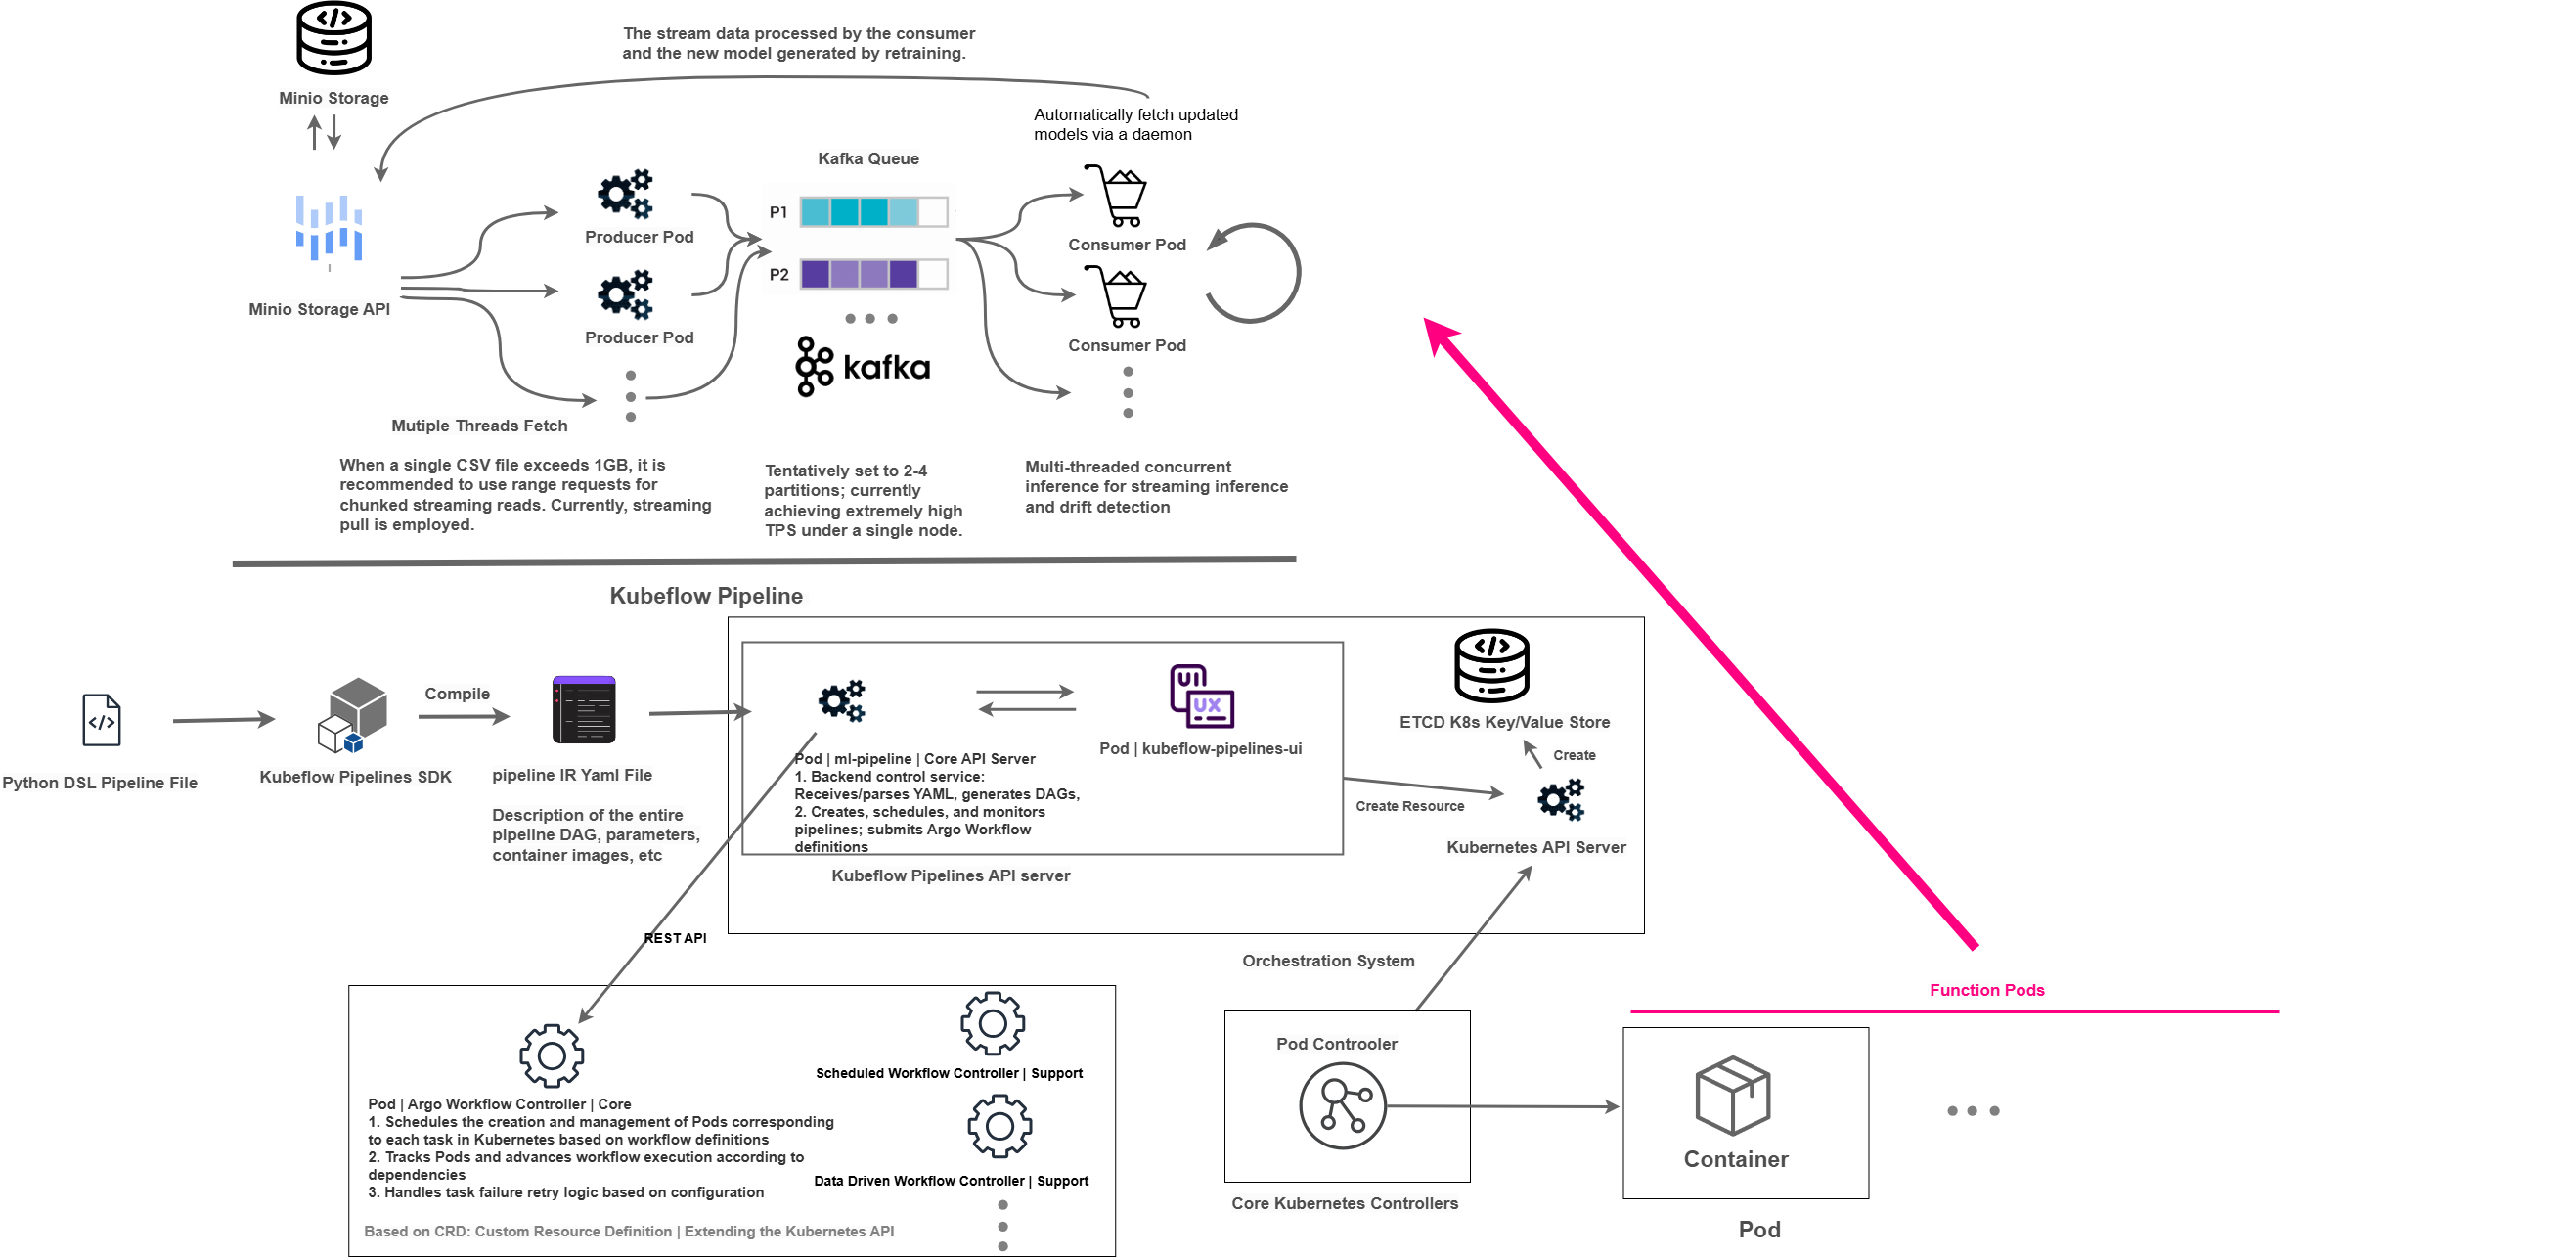 The stream data processed by the consumer
and the new model generated by retraining.
Minio Storage
Automatically fetch updated
models via a daemon
Kafka Queue
P1
Producer Pod
Consumer Pod
P2
Minio Storage API
Producer Pod
Consumer Pod
kafka
Mutiple Threads Fetch
When a single CSV file exceeds 1GB, it is
recommended to use range requests for
chunked streaming reads. Currently, streaming
pull is employed.
Tentatively set to 2-4
partitions; currently
achieving extremely high
TPS under a single node.
Multi-threaded concurrent
inference for streaming inference
and drift detection
Kubeflow Pipeline
Python DSL Pipeline File
Kubeflow Pipelines SDK
Compile
pipeline IR Yaml File
Description of the entire
pipeline DAG, parameters,
container images, etc
Pod | ml-pipeline | Core API Server
1. Backend control service:
Receives/parses YAML, generates DAGs,
2. Creates, schedules, and monitors
pipelines; submits Argo Workflow
definitions
UI
UX
Pod | kubeflow-pipelines-ui
Kubeflow Pipelines API server
ETCD K8s Key/Value Store
Create
Create Resource
Kubernetes API Server
REST API
Orchestration System
Function Pods
Pod | Argo Workflow Controller | Core
1. Schedules the creation and management of Pods corresponding
to each task in Kubernetes based on workflow definitions
2. Tracks Pods and advances workflow execution according to
dependencies
3. Handles task failure retry logic based on configuration
Based on CRD: Custom Resource Definition | Extending the Kubernetes API
Scheduled Workflow Controller | Support
Data Driven Workflow Controller | Support
Pod Controoler
Core Kubernetes Controllers
Container
Pod